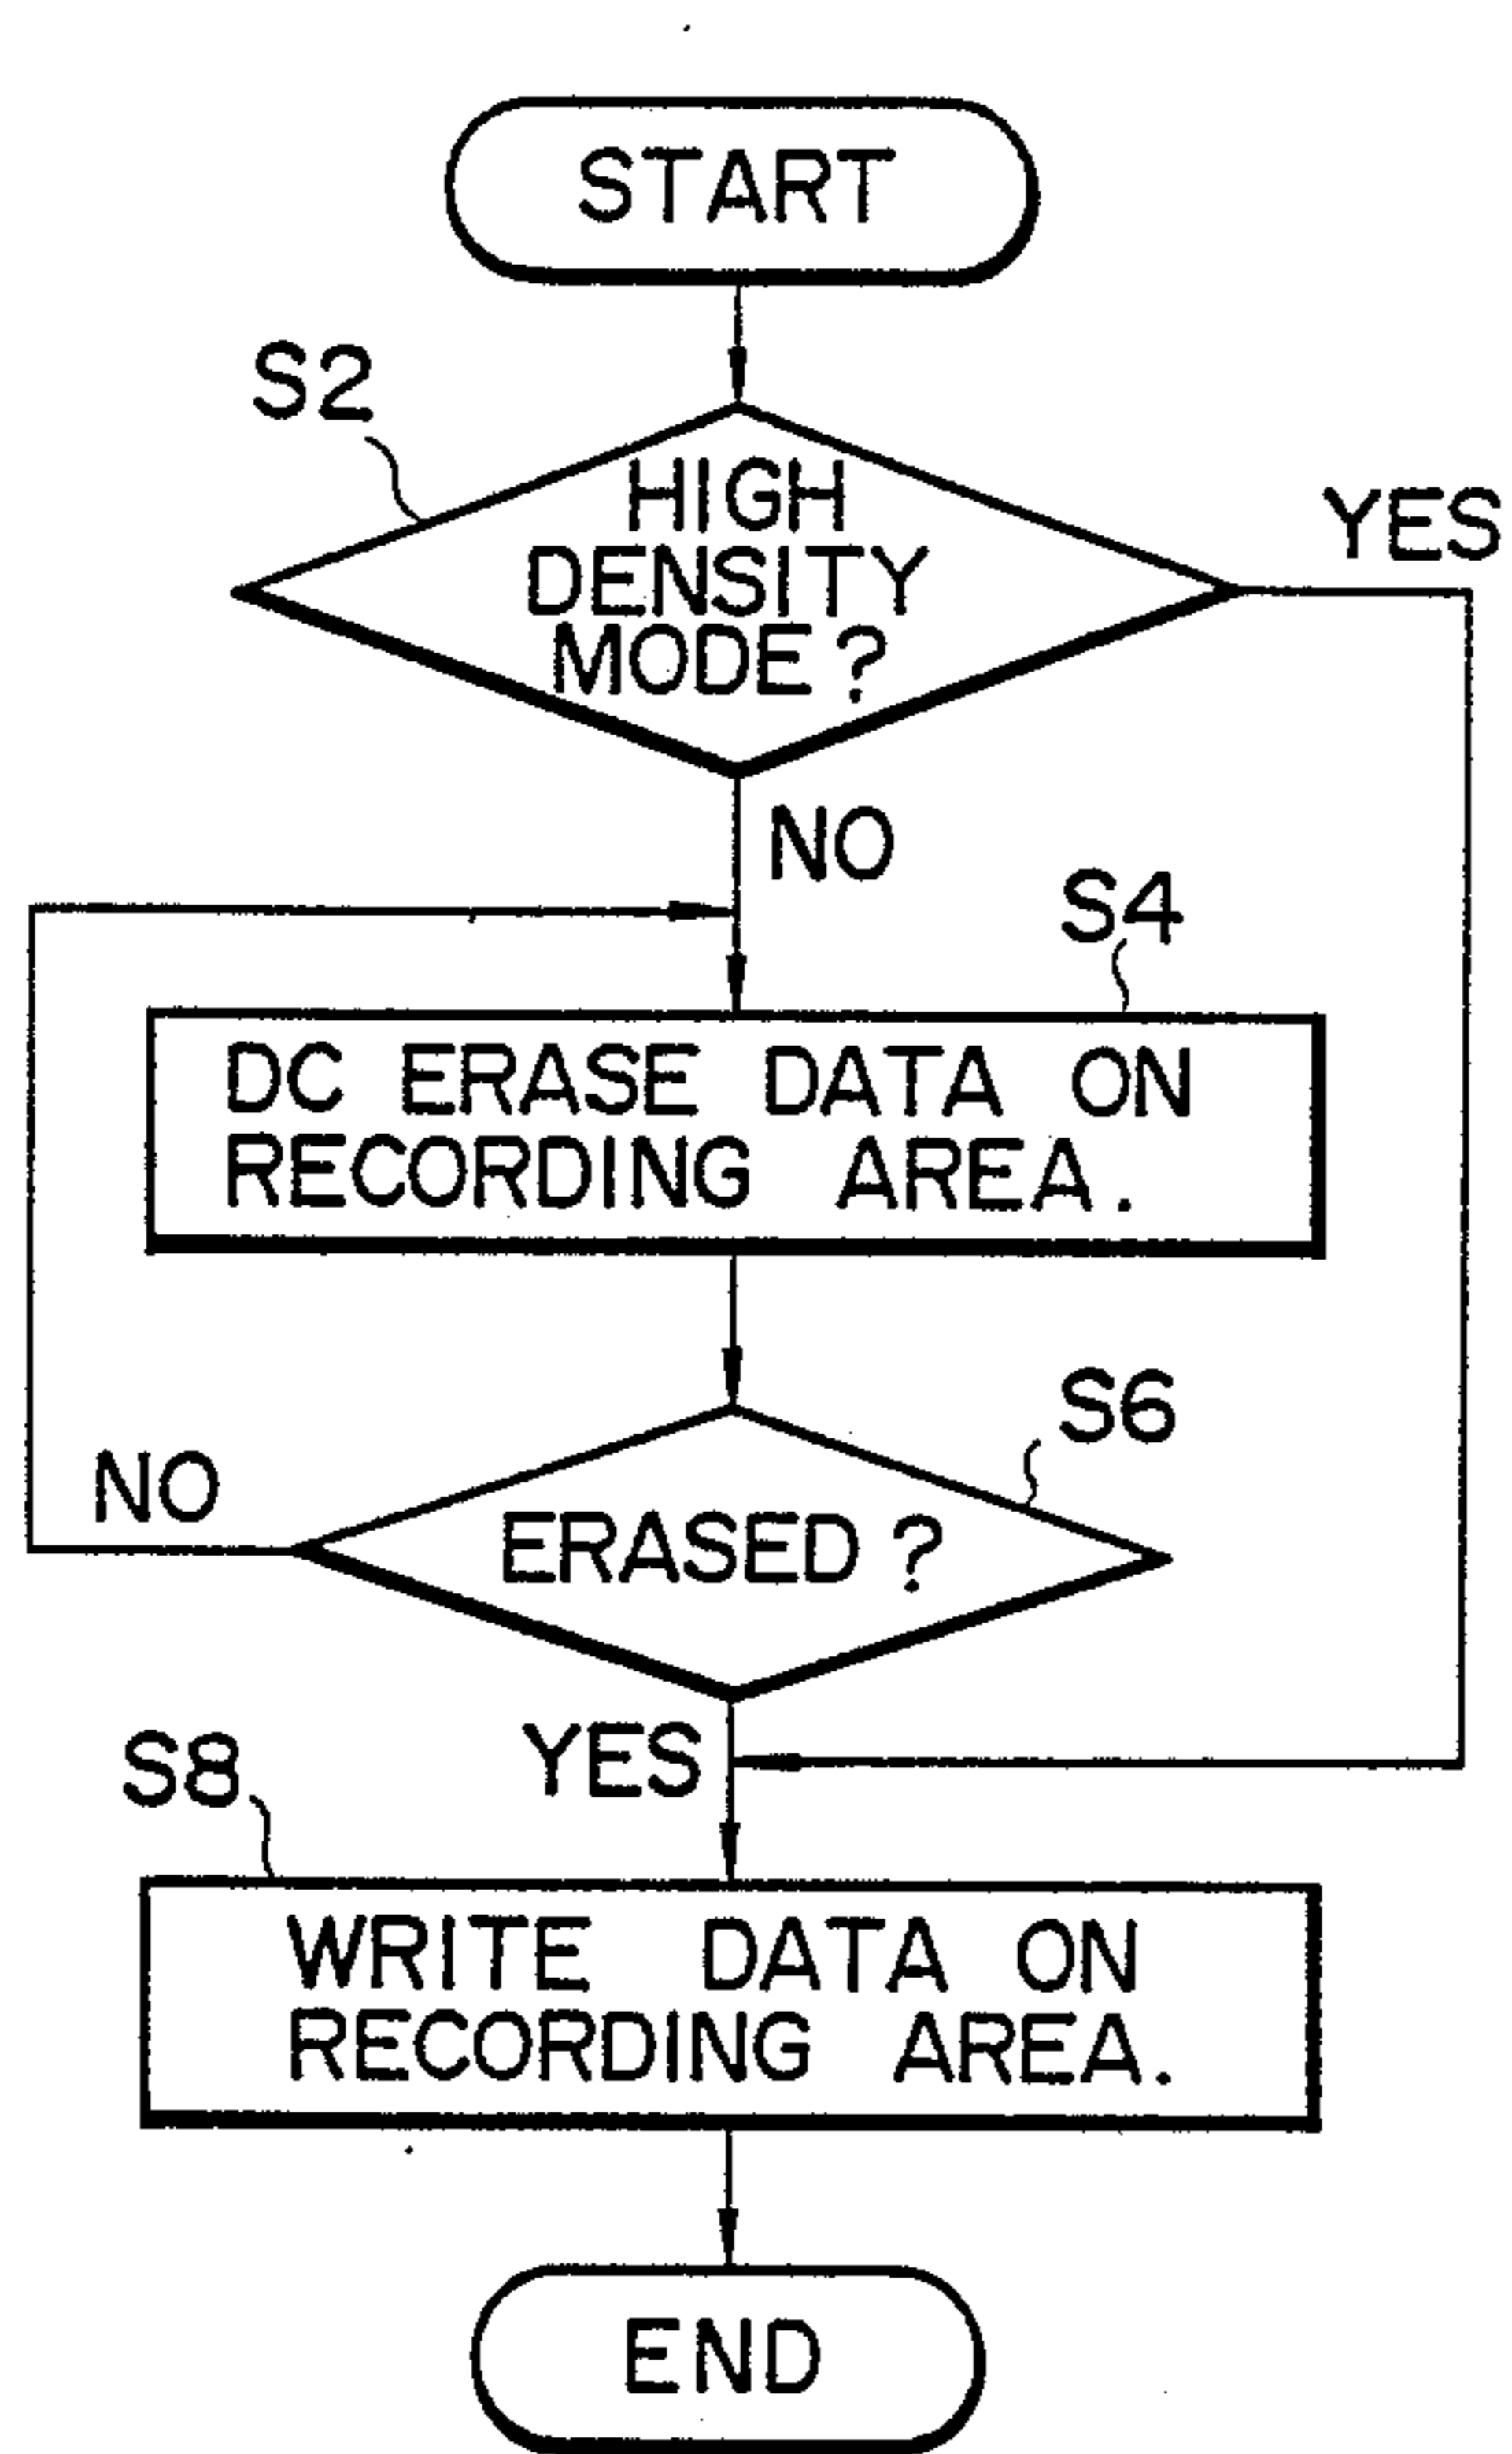 START
S2
HIGH
DENSITY
MODE?
YES
NO
S4
DC ERASE DATA ON
RECORDING AREA.
S6
NO
ERASED?
YES
S8
WRITE DATA ON
RECORDING AREA.
END